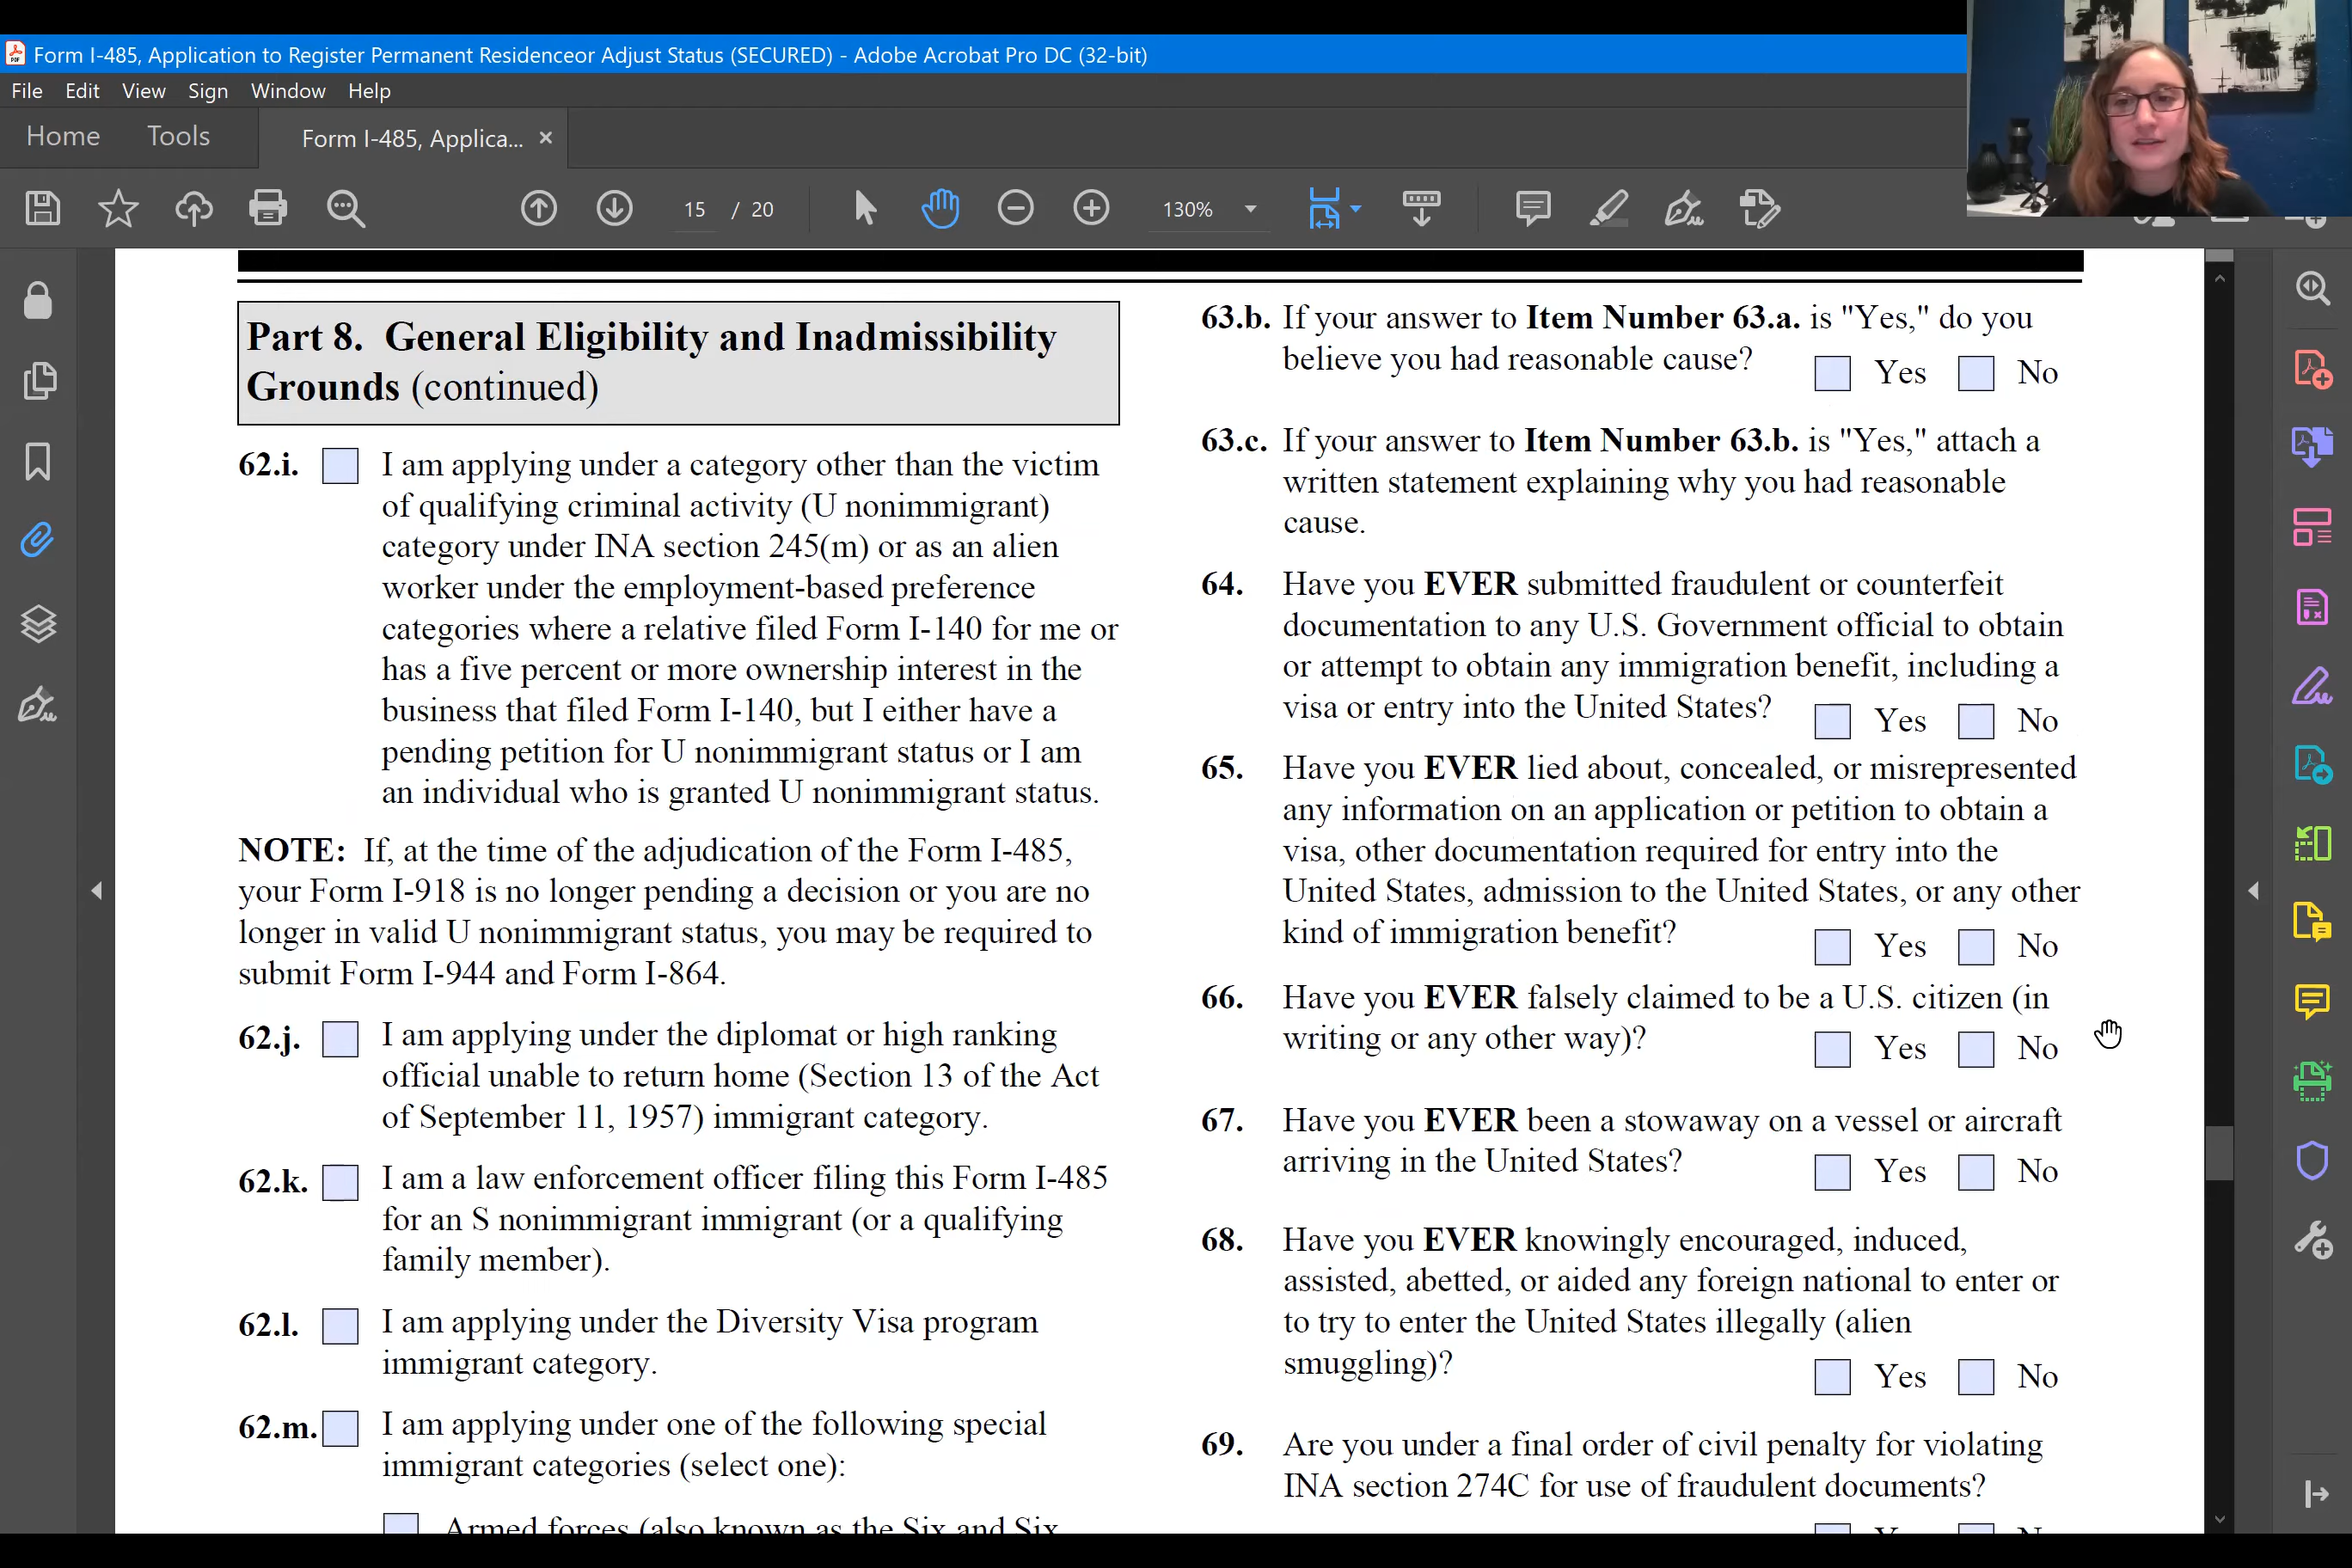 Form I-485, Application to Register Permanent Residenceor Adjust Status (SECURED) - Adobe Acrobat Pro DC (32-bit)
File Edit View Sign Window Help
Home Tools Form I-485, Applica... ×
15 / 20 130%
Part 8. General Eligibility and Inadmissibility
Grounds (continued)
62.i. I am applying under a category other than the victim
of qualifying criminal activity (U nonimmigrant)
category under INA section 245(m) or as an alien
worker under the employment-based preference
categories where a relative filed Form I-140 for me or
has a five percent or more ownership interest in the
business that filed Form I-140, but I either have a
pending petition for U nonimmigrant status or I am
an individual who is granted U nonimmigrant status.
NOTE: If, at the time of the adjudication of the Form I-485,
your Form I-918 is no longer pending a decision or you are no
longer in valid U nonimmigrant status, you may be required to
submit Form I-944 and Form I-864.
62.j. I am applying under the diplomat or high ranking
official unable to return home (Section 13 of the Act
of September 11, 1957) immigrant category.
62.k. I am a law enforcement officer filing this Form I-485
for an S nonimmigrant immigrant (or a qualifying
family member).
62.l. I am applying under the Diversity Visa program
immigrant category.
62.m. I am applying under one of the following special
immigrant categories (select one):
Armed forces (also known as the Six and Six
63.b. If your answer to Item Number 63.a. is "Yes," do you
believe you had reasonable cause? Yes No
63.c. If your answer to Item Number 63.b. is "Yes," attach a
written statement explaining why you had reasonable
cause.
64. Have you EVER submitted fraudulent or counterfeit
documentation to any U.S. Government official to obtain
or attempt to obtain any immigration benefit, including a
visa or entry into the United States? Yes No
65. Have you EVER lied about, concealed, or misrepresented
any information on an application or petition to obtain a
visa, other documentation required for entry into the
United States, admission to the United States, or any other
kind of immigration benefit? Yes No
66. Have you EVER falsely claimed to be a U.S. citizen (in
writing or any other way)? Yes No
67. Have you EVER been a stowaway on a vessel or aircraft
arriving in the United States? Yes No
68. Have you EVER knowingly encouraged, induced,
assisted, abetted, or aided any foreign national to enter or
to try to enter the United States illegally (alien
smuggling)? Yes No
69. Are you under a final order of civil penalty for violating
INA section 274C for use of fraudulent documents?